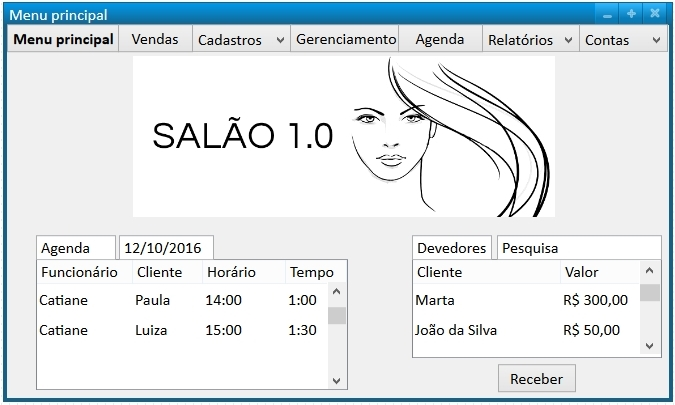 Menu principal
Menu principal Vendas Cadastros Gerenciamento Agenda Relatórios Contas
SALÃO 1.0
Agenda 12/10/2016
Funcionário Cliente Horário Tempo
Catiane Paula 14:00 1:00
Catiane Luiza 15:00 1:30
Devedores Pesquisa
Cliente Valor
Marta R$ 300,00
João da Silva R$ 50,00
Receber